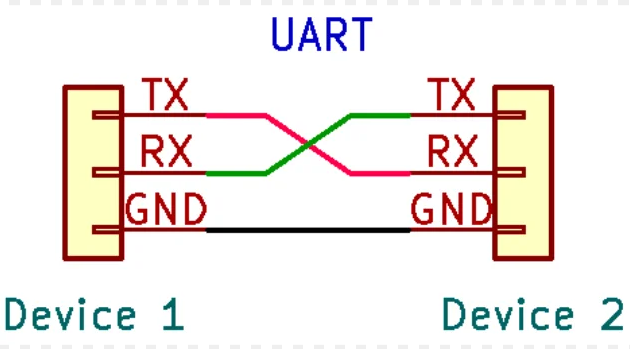 UART
TX TX
RX RX
GND GND
Device 1 Device 2